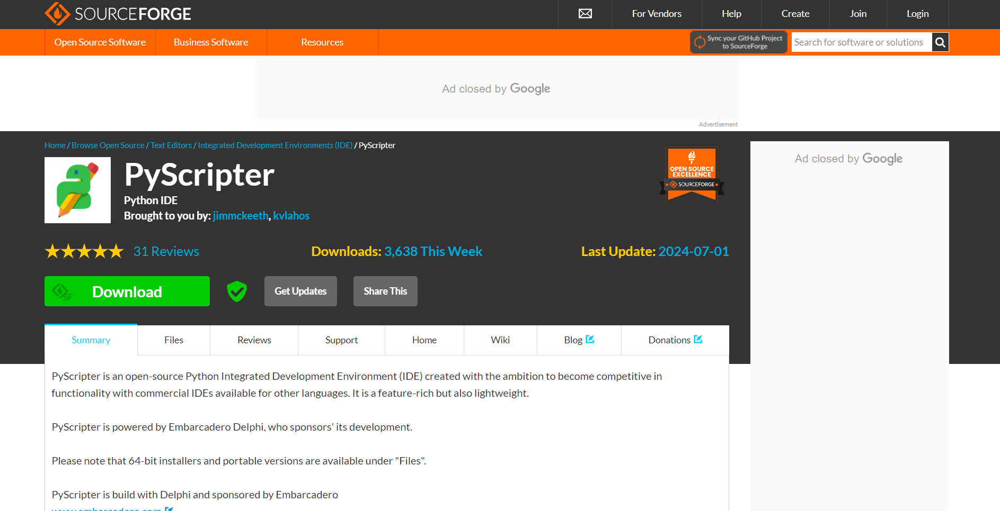 SOURCEFORGE
For Vendors
Help
Create
Join
Login
Open Source Software
Business Software
Resources
Sync your GitHub Project
to SourceForge
Search for software or solutions
Ad closed by Google
Advertisement
Home / Browse Open Source / Text Editors / Integrated Development Environments (IDE) / PyScripter
Ad closed by Google
PyScripter
Python IDE
Brought to you by: jimmckeeth, kvlahos
OPEN SOURCE
EXCELLENCE
SOURCEFORGE
31 Reviews
Downloads: 3,638 This Week
Last Update: 2024-07-01
SF
Download
Get Updates
Share This
Summary
Files
Reviews
Support
Home
Wiki
Blog
Donations
PyScripter is an open-source Python Integrated Development Environment (IDE) created with the ambition to become competitive in
functionality with commercial IDEs available for other languages. It is a feature-rich but also lightweight.
PyScripter is powered by Embarcadero Delphi, who sponsors' its development.
Please note that 64-bit installers and portable versions are available under "Files".
PyScripter is build with Delphi and sponsored by Embarcadero
www.embarcadero.com